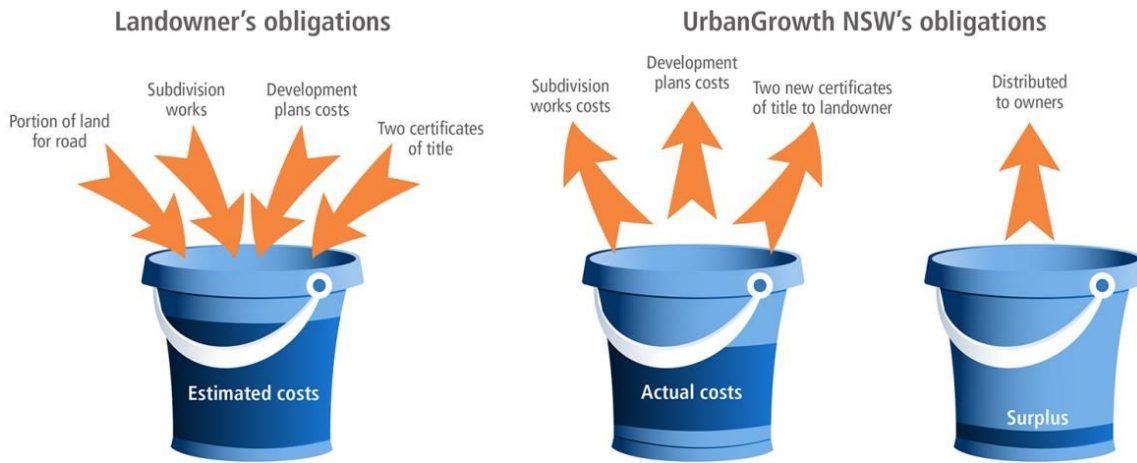 Landowner's obligations
Portion of land
for road
Subdivision
works
Development
plans costs
Two certificates
of title
Estimated costs
UrbanGrowth NSW's obligations
Subdivision
works costs
Development
plans costs
Two new certificates
of title to landowner
Actual costs
Distributed
to owners
Surplus